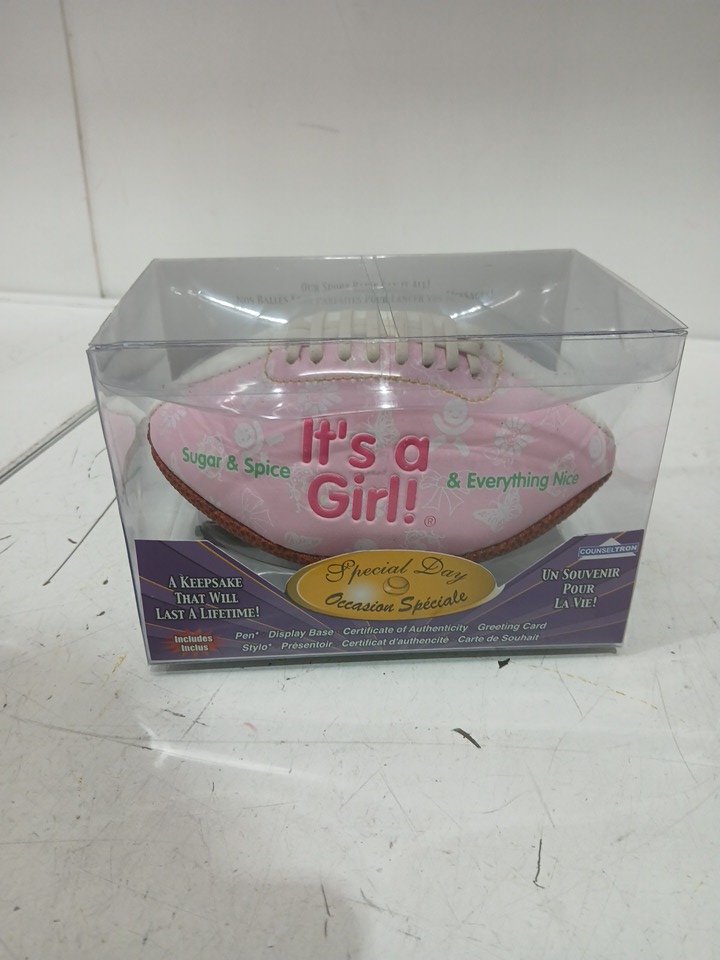 It's a
Girl!®
Sugar & Spice
& Everything Nice
COUNSELTRON
Special Day
Occasion Spéciale
A KEEPSAKE
THAT WILL
LAST A LIFETIME!
UN SOUVENIR
POUR
LA VIE!
Includes
Inclus
Pen* Display Base Certificate of Authenticity Greeting Card
Stylo* Présentoir Certificat d'authencité Carte de Souhait